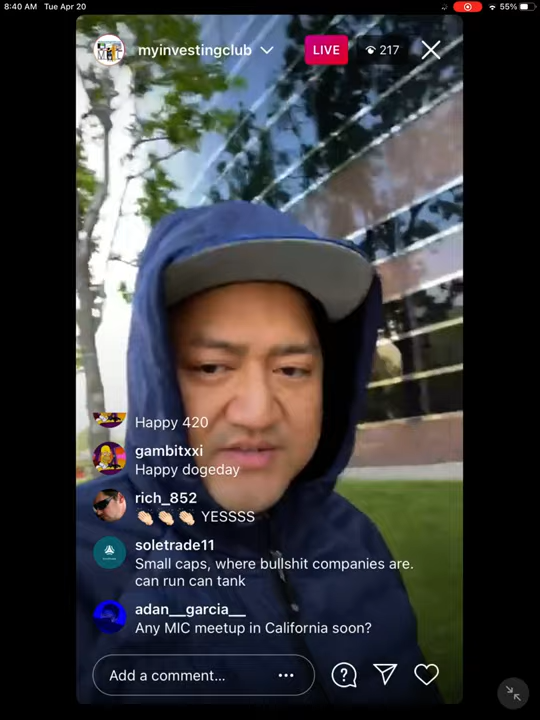 8:40 AM Tue Apr 20
55%
myinvestingclub
LIVE
217
Happy 420
gambitxxi
Happy dogeday
rich_852
👏🏻 👏🏻 👏🏻 YESSSS
soletrade11
Small caps, where bullshit companies are.
can run can tank
adan__garcia__
Any MIC meetup in California soon?
Add a comment...